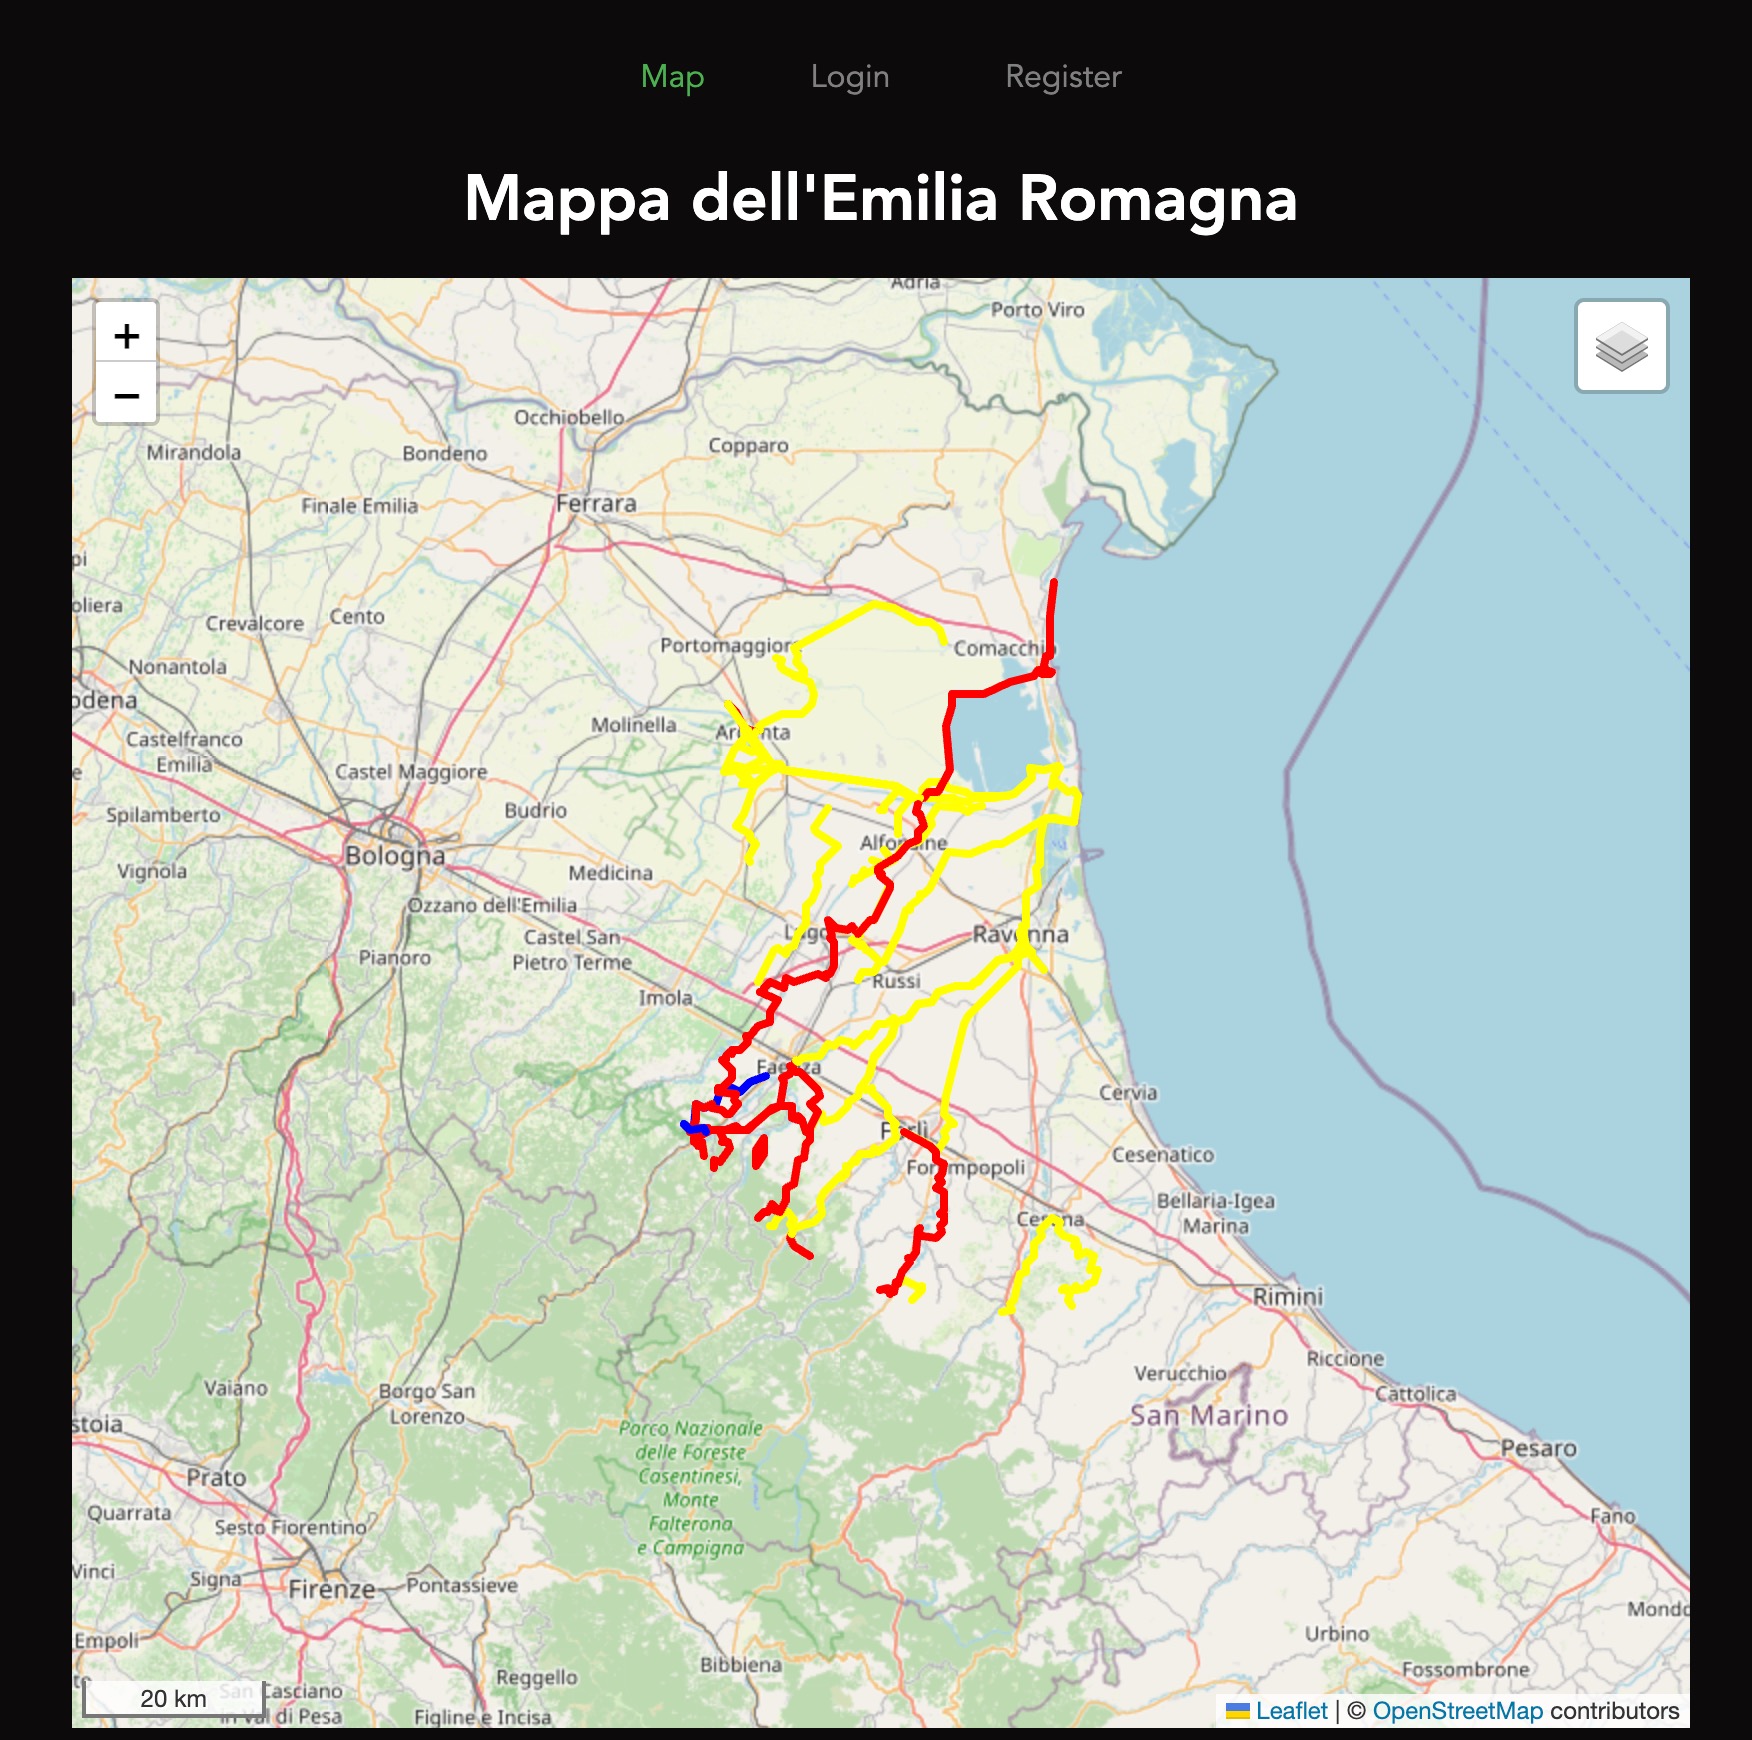 Map Login Register
Mappa dell'Emilia Romagna
+
−
Adria
Porto Viro
Occhiobello
Mirandola
Bondeno
Copparo
Finale Emilia
Ferrara
pi
oliera
Crevalcore
Cento
Portomaggiore
Comacchio
Nonantola
odena
Molinella
Argenta
Castelfranco
Emilia
e
Castel Maggiore
Spilamberto
Budrio
Alfonsine
Bologna
Vignola
Medicina
Ozzano dell'Emilia
Castel San
Pietro Terme
Lugo
Ravenna
Pianoro
Russi
Imola
Faenza
Cervia
Forlì
Forlimpopoli
Cesenatico
Bellaria-Igea
Marina
Cesena
Rimini
Riccione
Verucchio
Vaiano
Borgo San
Lorenzo
Cattolica
San Marino
stoia
Parco Nazionale
delle Foreste
Casentinesi,
Monte
Falterona
e Campigna
Pesaro
Prato
Quarrata
Sesto Fiorentino
Fano
Vinci
Signa
Firenze
Pontassieve
Mondo
Empoli
Urbino
Bibbiena
Reggello
Fossombrone
San Casciano
in Val di Pesa
20 km
Figline e Incisa
Leaflet | © OpenStreetMap contributors